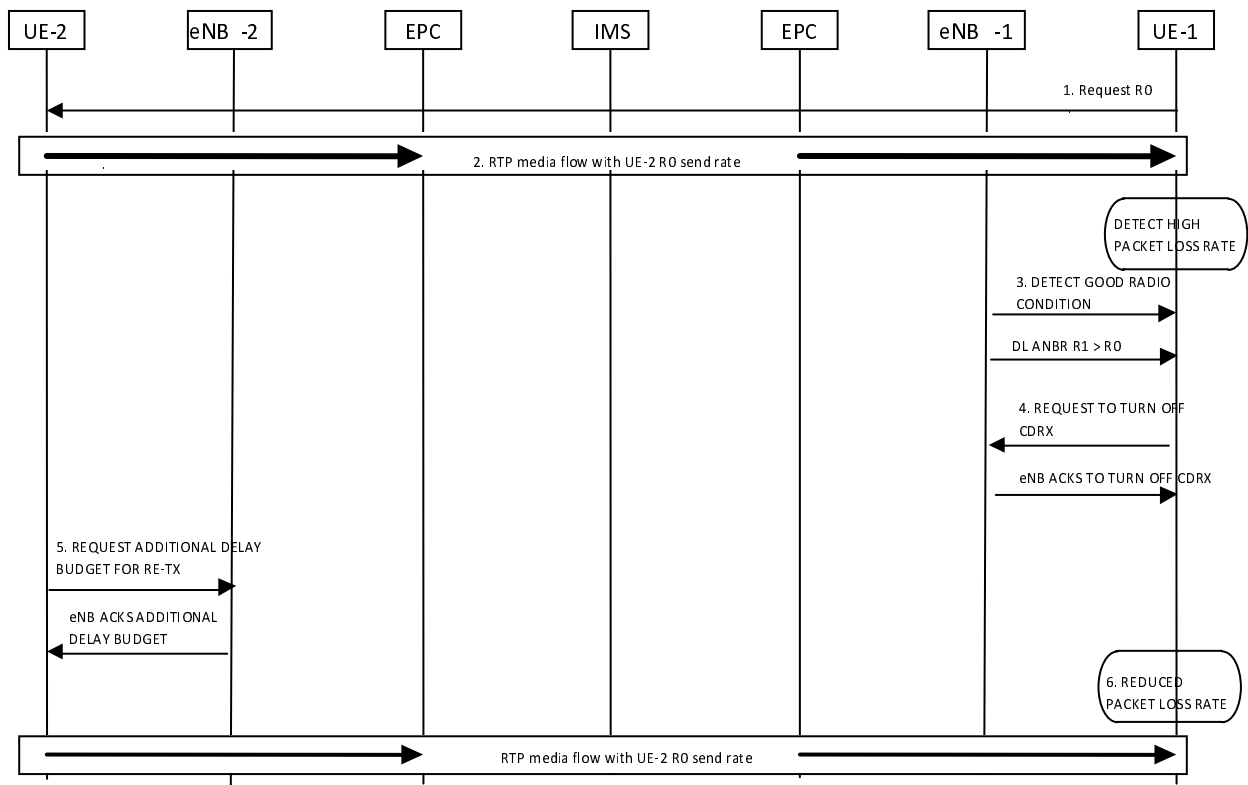 UE-2
eNB -2
EPC
IMS
EPC
eNB -1
UE-1
1. Request R0
2. RTP media flow with UE-2 R0 send rate
DETECT HIGH
PACKET LOSS RATE
3. DETECT GOOD RADIO
CONDITION
DL ANBR R1 > R0
4. REQUEST TO TURN OFF
CDRX
eNB ACKS TO TURN OFF CDRX
5. REQUEST ADDITIONAL DELAY
BUDGET FOR RE-TX
eNB ACKS ADDITIONAL
DELAY BUDGET
6. REDUCED
PACKET LOSS RATE
RTP media flow with UE-2 R0 send rate